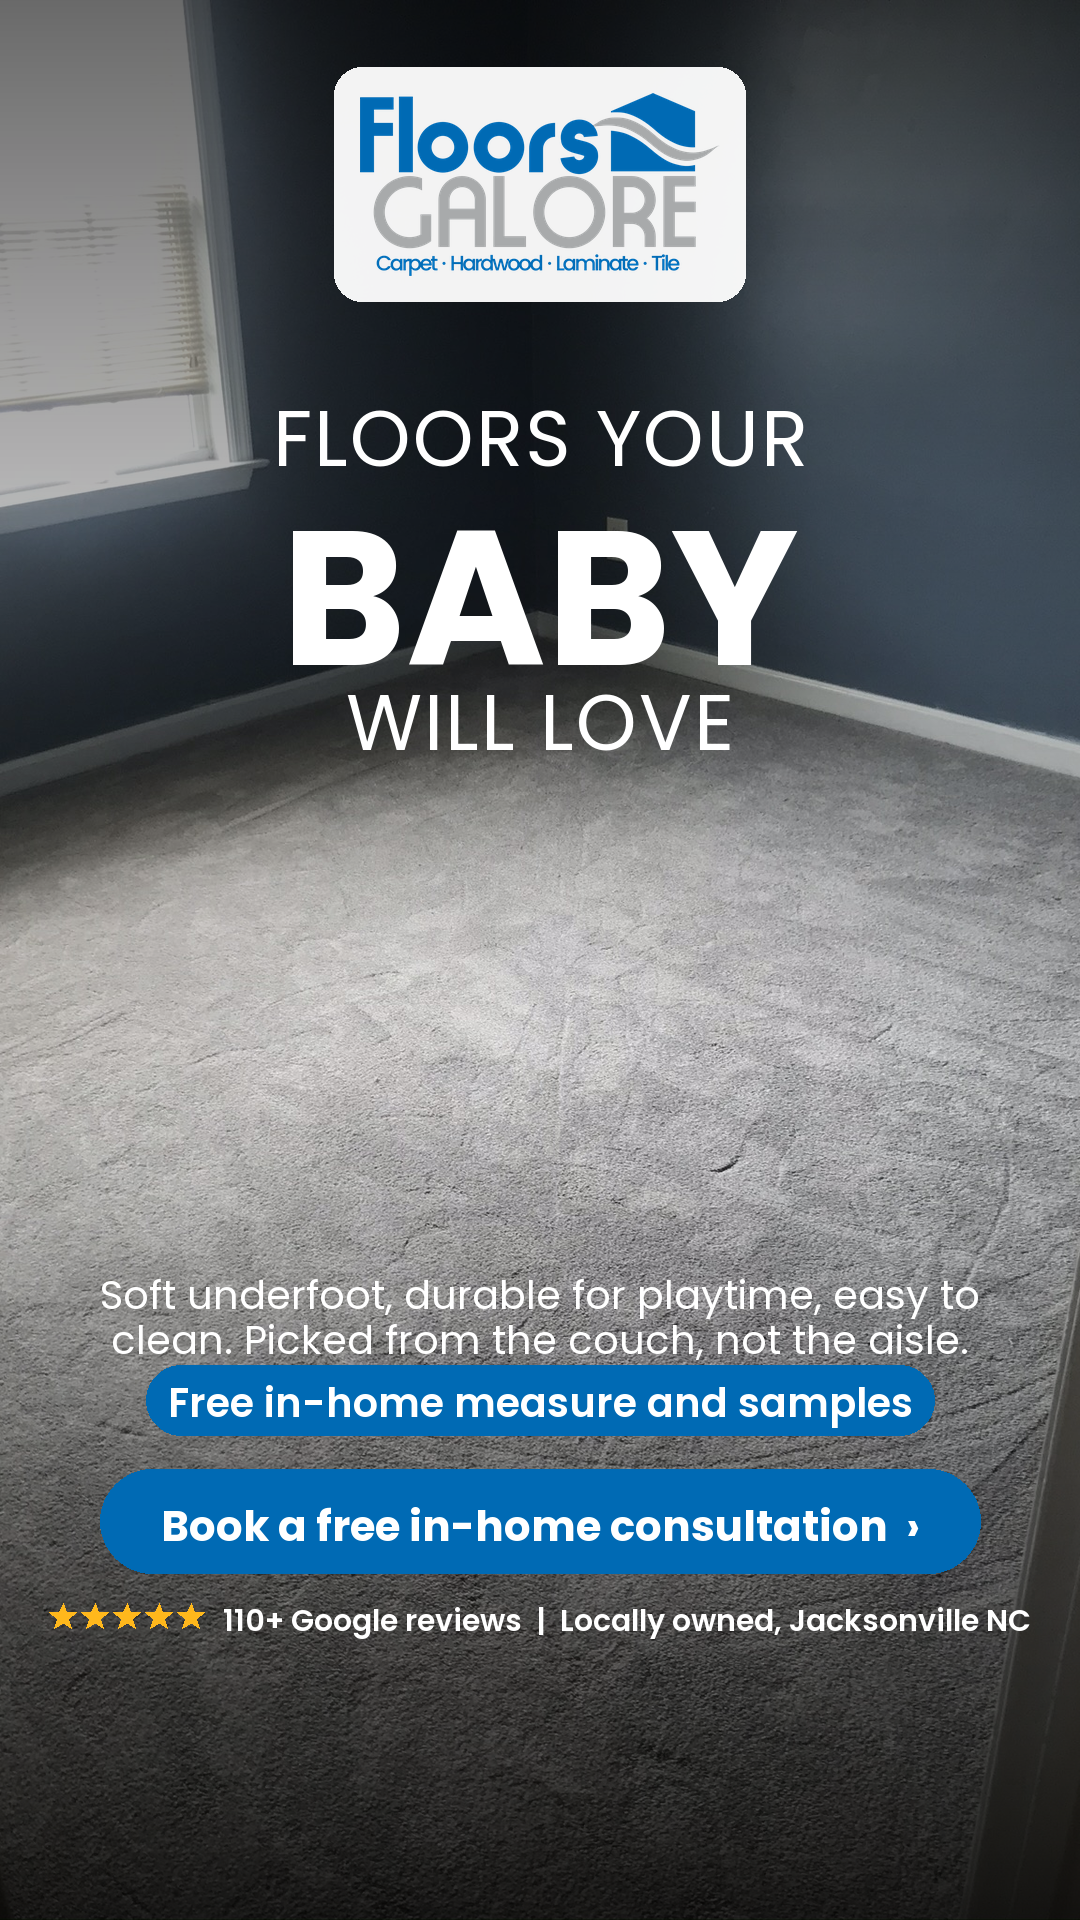 Floors
GALORE
Carpet · Hardwood · Laminate · Tile
FLOORS YOUR
BABY
WILL LOVE
Soft underfoot, durable for playtime, easy to
clean. Picked from the couch, not the aisle.
Free in-home measure and samples
Book a free in-home consultation ›
★★★★★ 110+ Google reviews | Locally owned, Jacksonville NC